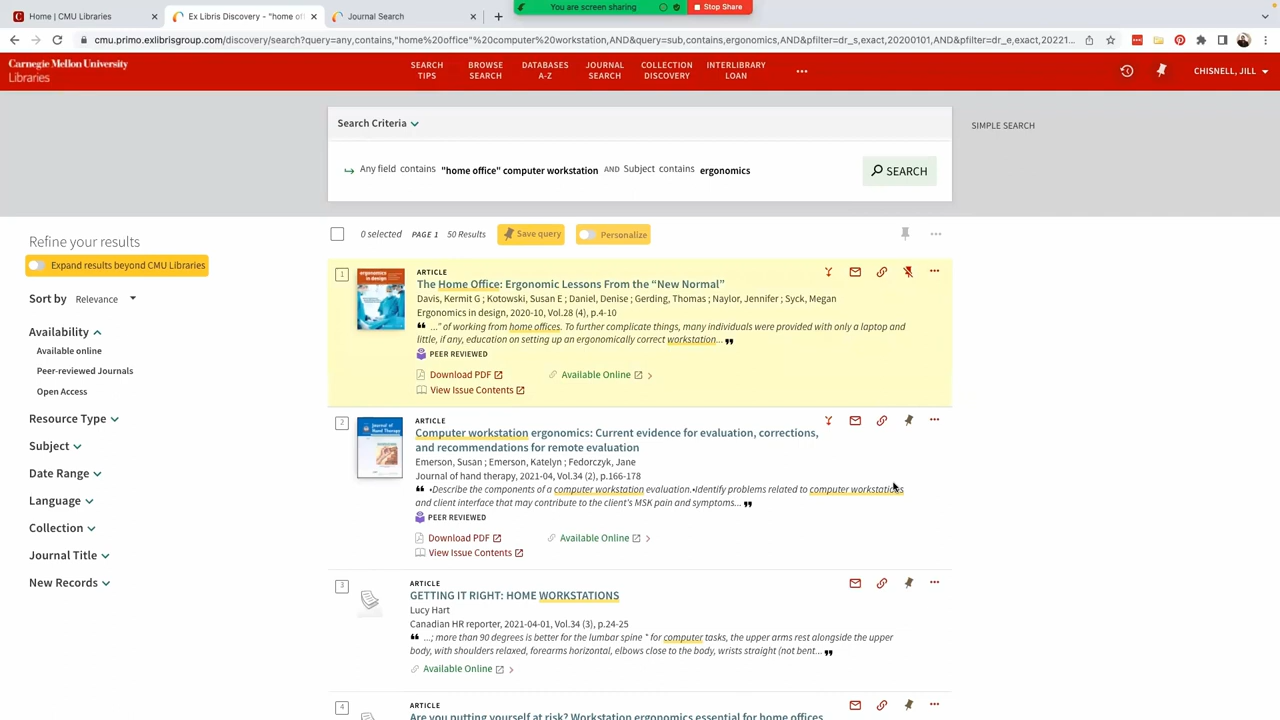 Home | CMU Libraries
Ex Libris Discovery - "home of
Journal Search
You are screen sharing
Stop Share
cmu.primo.exlibrisgroup.com/discovery/search?query=any,contains,"home%20office"%20computer%20workstation,AND&query=sub,contains,ergonomics,AND&pfilter=dr_s,exact,20200101,AND&pfilter=dr_e,exact,20221...
Carnegie Mellon University
Libraries
SEARCH TIPS
BROWSE SEARCH
DATABASES A-Z
JOURNAL SEARCH
COLLECTION DISCOVERY
INTERLIBRARY LOAN
...
CHISNELL, JILL
Search Criteria
SIMPLE SEARCH
Any field contains "home office" computer workstation AND Subject contains ergonomics
SEARCH
Refine your results
Expand results beyond CMU Libraries
Sort by Relevance
Availability
Available online
Peer-reviewed Journals
Open Access
Resource Type
Subject
Date Range
Language
Collection
Journal Title
New Records
0 selected PAGE 1 50 Results Save query Personalize
1
ARTICLE
The Home Office: Ergonomic Lessons From the “New Normal”
Davis, Kermit G ; Kotowski, Susan E ; Daniel, Denise ; Gerding, Thomas ; Naylor, Jennifer ; Syck, Megan
Ergonomics in design, 2020-10, Vol.28 (4), p.4-10
..." of working from home offices. To further complicate things, many individuals were provided with only a laptop and
little, if any, education on setting up an ergonomically correct workstation...
PEER REVIEWED
Download PDF
Available Online
View Issue Contents
2
ARTICLE
Computer workstation ergonomics: Current evidence for evaluation, corrections,
and recommendations for remote evaluation
Emerson, Susan ; Emerson, Katelyn ; Fedorczyk, Jane
Journal of hand therapy, 2021-04, Vol.34 (2), p.166-178
•Describe the components of a computer workstation evaluation.•Identify problems related to computer workstations
and client interface that may contribute to the client's MSK pain and symptoms...
PEER REVIEWED
Download PDF
Available Online
View Issue Contents
3
ARTICLE
GETTING IT RIGHT: HOME WORKSTATIONS
Lucy Hart
Canadian HR reporter, 2021-04-01, Vol.34 (3), p.24-25
...; more than 90 degrees is better for the lumbar spine * for computer tasks, the upper arms rest alongside the upper
body, with shoulders relaxed, forearms horizontal, elbows close to the body, wrists straight (not bent...
Available Online
4
ARTICLE
Are you putting yourself at risk? Workstation ergonomics essential for home offices